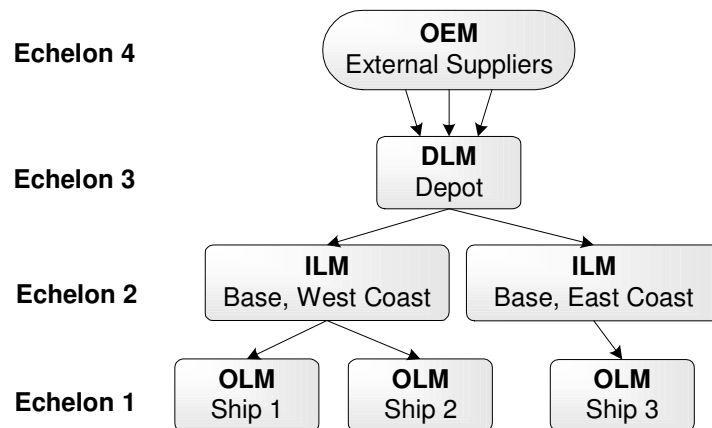 Echelon 4
OEM
External Suppliers
Echelon 3
DLM
Depot
Echelon 2
ILM
Base, West Coast
ILM
Base, East Coast
Echelon 1
OLM
Ship 1
OLM
Ship 2
OLM
Ship 3